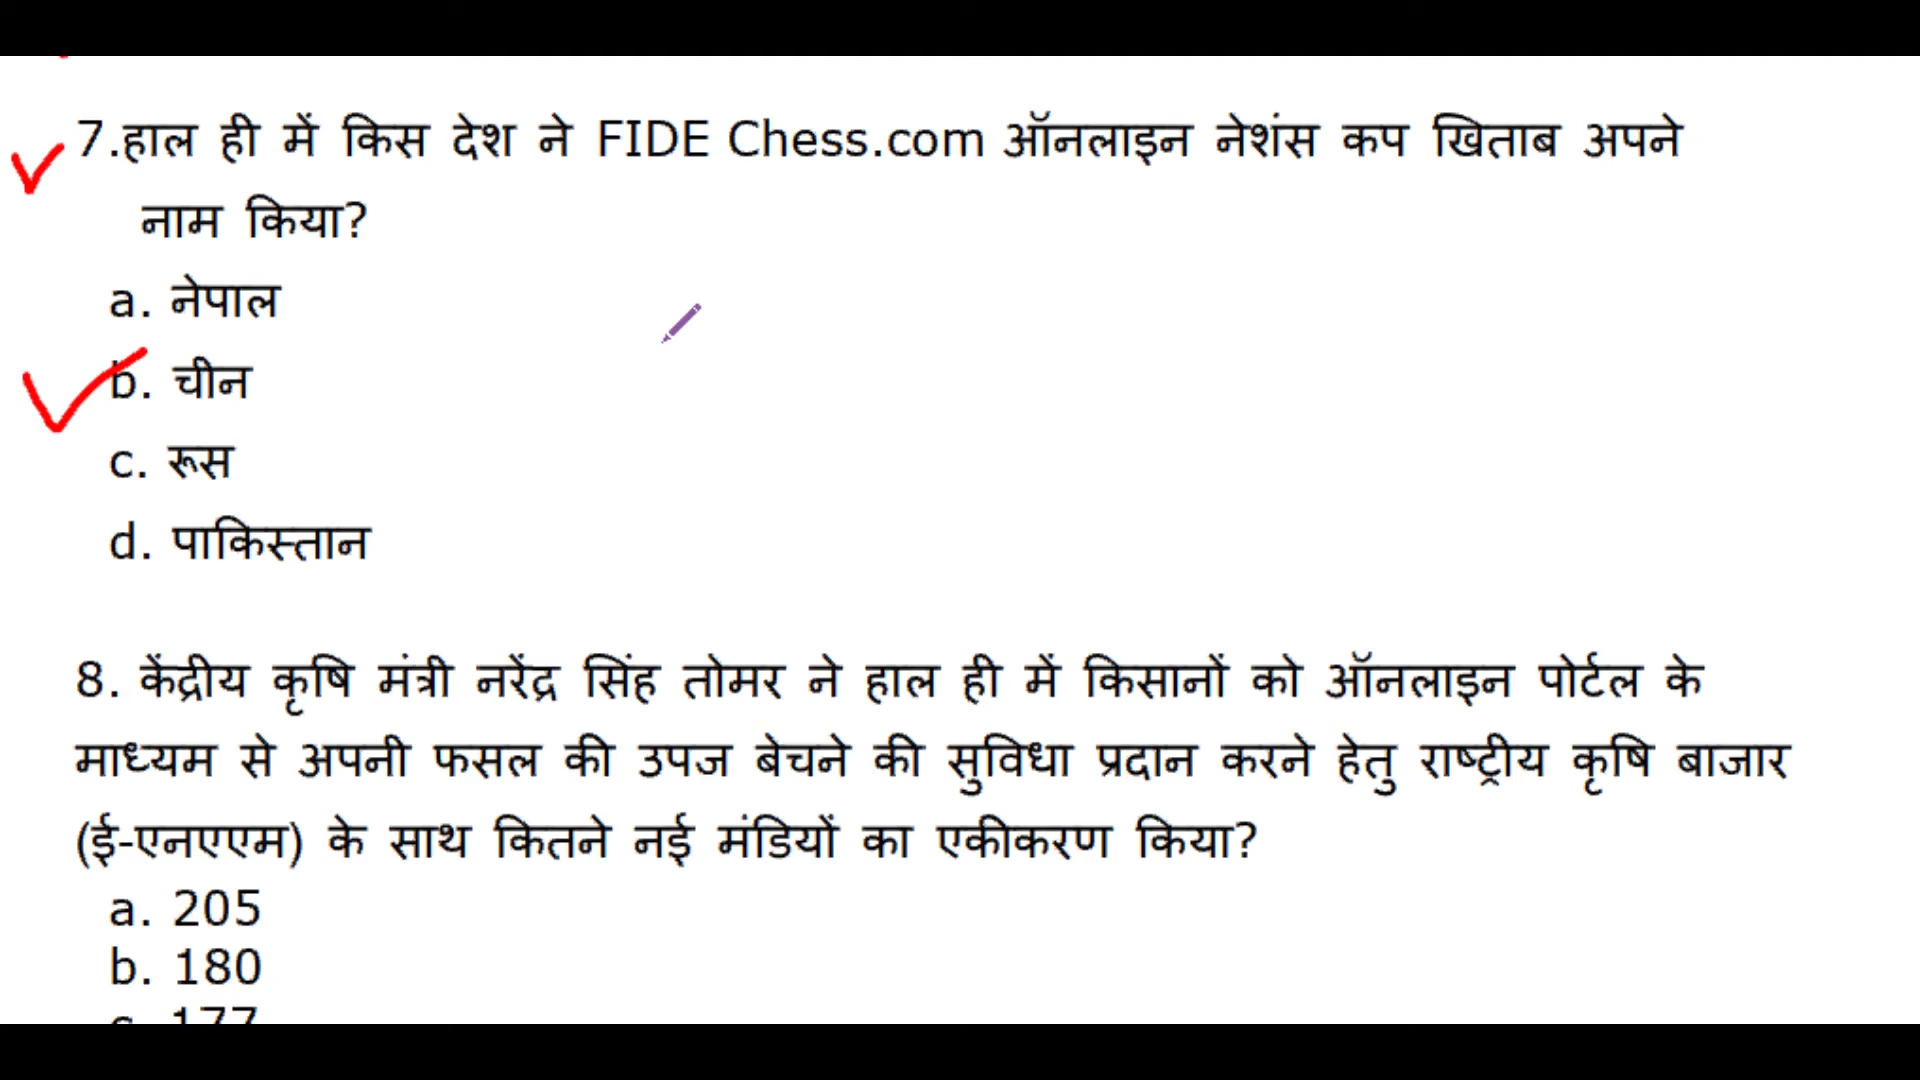 7.हाल ही में किस देश ने FIDE Chess.com ऑनलाइन नेशंस कप खिताब अपने
नाम किया?
a. नेपाल
b. चीन
c. रूस
d. पाकिस्तान
8. केंद्रीय कृषि मंत्री नरेंद्र सिंह तोमर ने हाल ही में किसानों को ऑनलाइन पोर्टल के
माध्यम से अपनी फसल की उपज बेचने की सुविधा प्रदान करने हेतु राष्ट्रीय कृषि बाजार
(ई-एनएएम) के साथ कितने नई मंडियों का एकीकरण किया?
a. 205
b. 180
c. 177